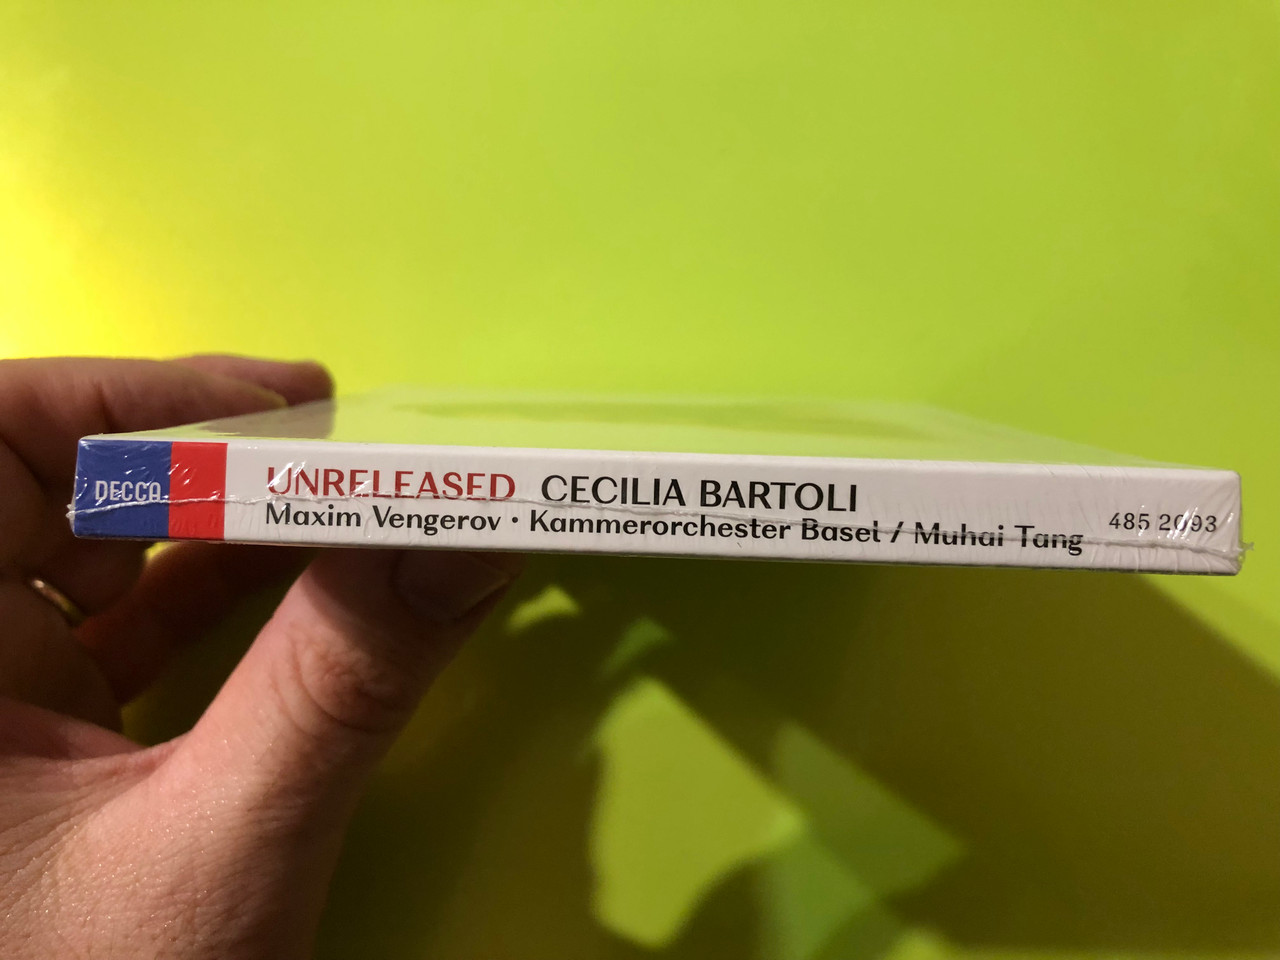 DECCA
UNRELEASED CECILIA BARTOLI
Maxim Vengerov · Kammerorchester Basel / Muhai Tang
485 2093